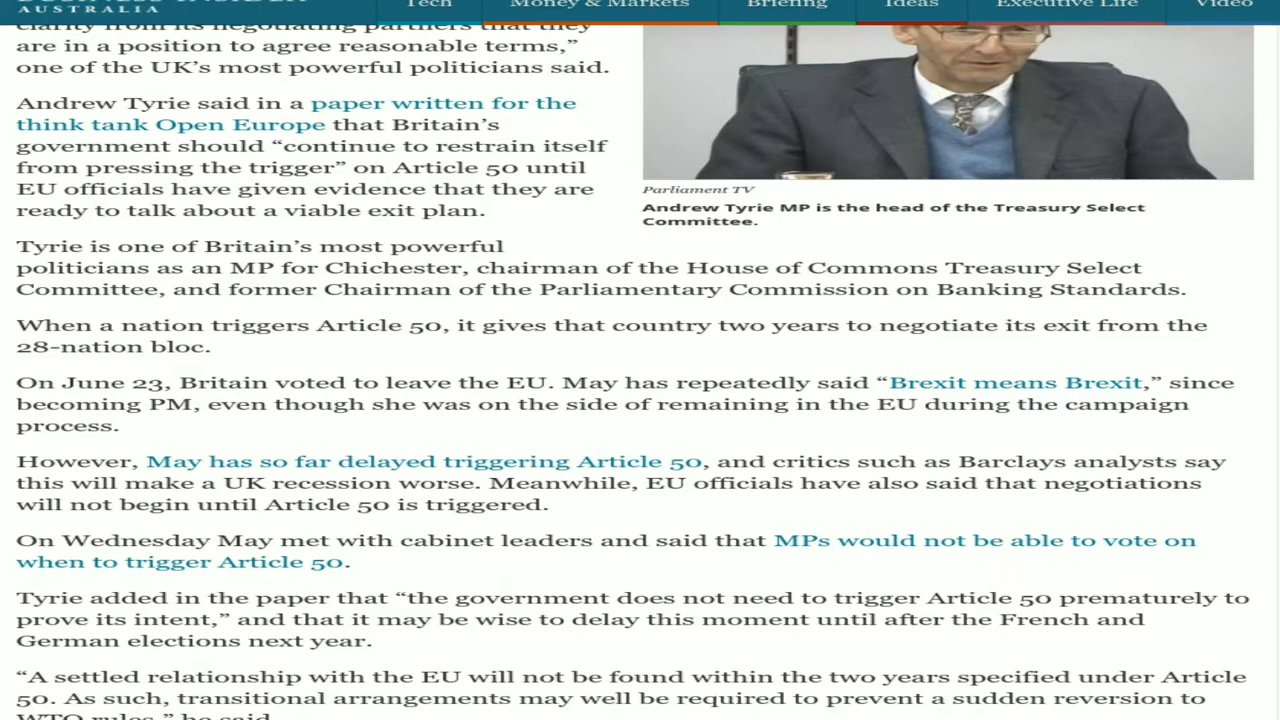 AUSTRALIA
Tech
Money & Markets
Briefing
Ideas
Executive Life
Video
clarity from its negotiating partners that they
are in a position to agree reasonable terms,”
one of the UK’s most powerful politicians said.
Andrew Tyrie said in a paper written for the
think tank Open Europe that Britain’s
government should “continue to restrain itself
from pressing the trigger” on Article 50 until
EU officials have given evidence that they are
ready to talk about a viable exit plan.
Parliament TV
Andrew Tyrie MP is the head of the Treasury Select
Committee.
Tyrie is one of Britain’s most powerful
politicians as an MP for Chichester, chairman of the House of Commons Treasury Select
Committee, and former Chairman of the Parliamentary Commission on Banking Standards.
When a nation triggers Article 50, it gives that country two years to negotiate its exit from the
28-nation bloc.
On June 23, Britain voted to leave the EU. May has repeatedly said “Brexit means Brexit,” since
becoming PM, even though she was on the side of remaining in the EU during the campaign
process.
However, May has so far delayed triggering Article 50, and critics such as Barclays analysts say
this will make a UK recession worse. Meanwhile, EU officials have also said that negotiations
will not begin until Article 50 is triggered.
On Wednesday May met with cabinet leaders and said that MPs would not be able to vote on
when to trigger Article 50.
Tyrie added in the paper that “the government does not need to trigger Article 50 prematurely to
prove its intent,” and that it may be wise to delay this moment until after the French and
German elections next year.
“A settled relationship with the EU will not be found within the two years specified under Article
50. As such, transitional arrangements may well be required to prevent a sudden reversion to
WTO rules,” he said.